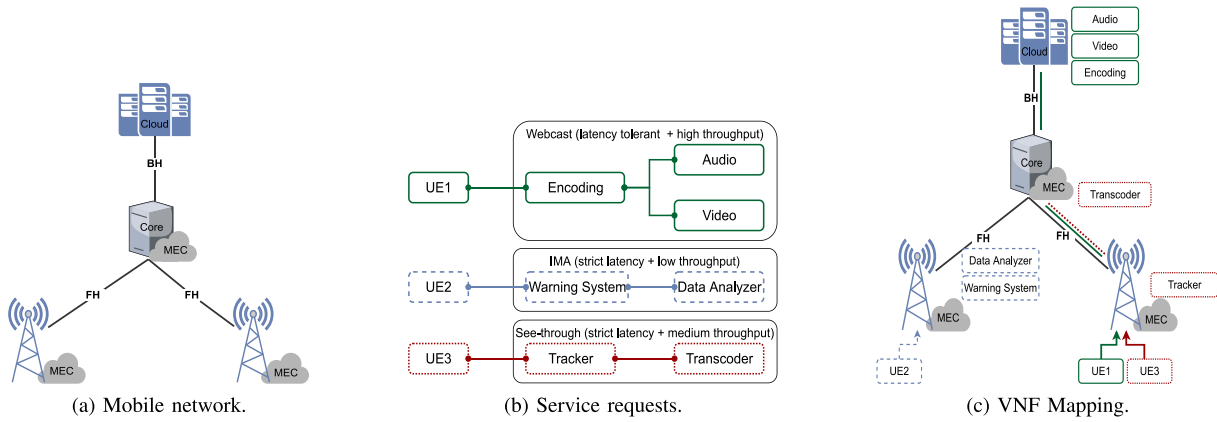 Cloud
BH
Core
MEC
FH
FH
MEC
MEC
(a) Mobile network.
Webcast (latency tolerant + high throughput)
Audio
UE1
Encoding
Video
IMA (strict latency + low throughput)
UE2
Warning System
Data Analyzer
See-through (strict latency + medium throughput)
UE3
Tracker
Transcoder
(b) Service requests.
Audio
Cloud
Video
Encoding
BH
Core
MEC
Transcoder
FH
FH
Data Analyzer
Warning System
Tracker
MEC
MEC
UE2
UE1
UE3
(c) VNF Mapping.